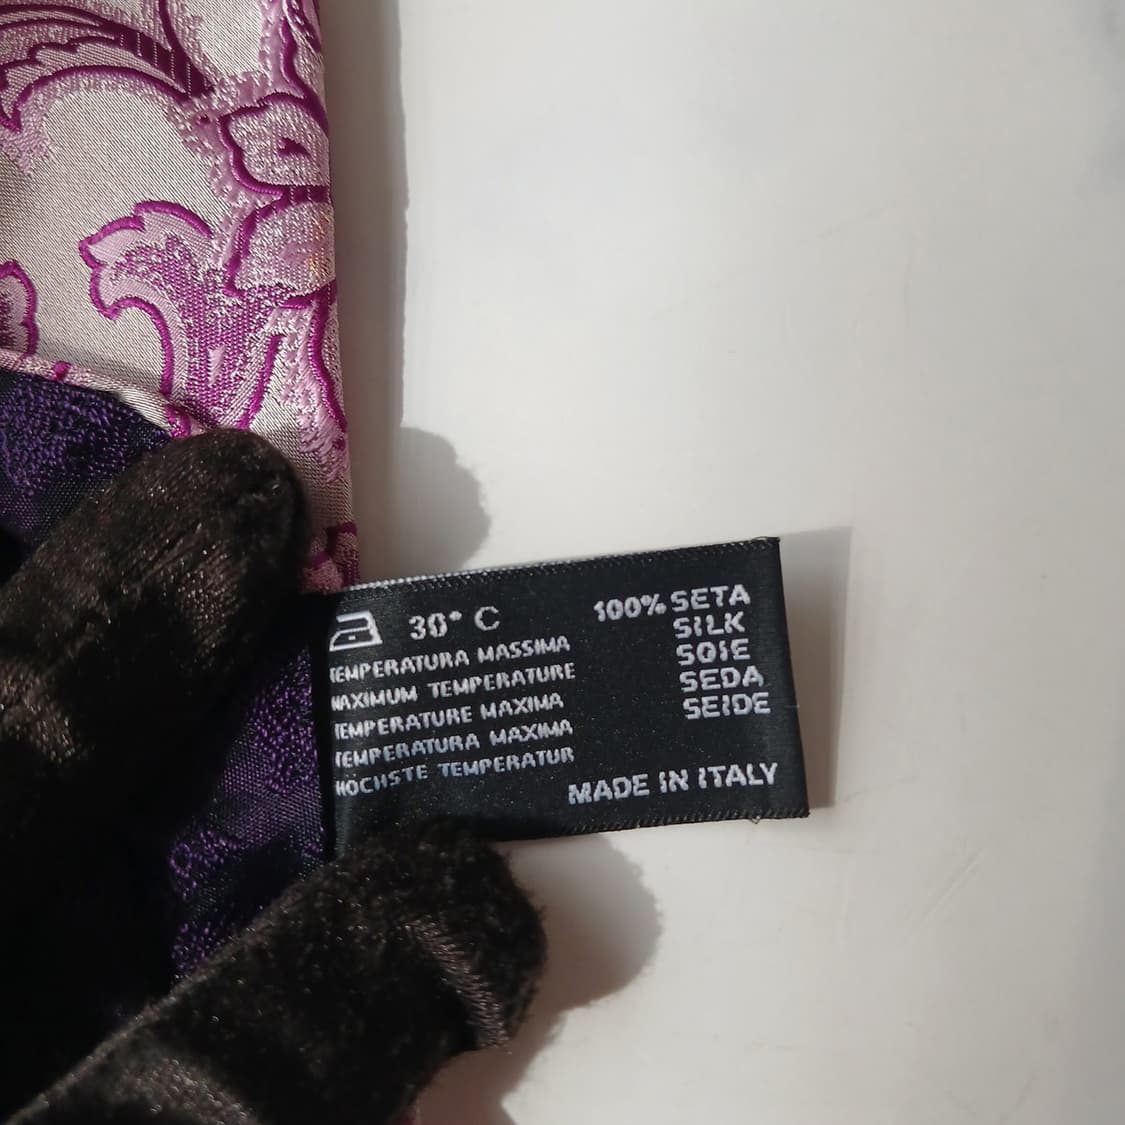 30° C
TEMPERATURA MASSIMA
MAXIMUM TEMPERATURE
TEMPERATURE MAXIMA
TEMPERATURA MAXIMA
HOCHSTE TEMPERATUR
100% SETA
SILK
SOIE
SEDA
SEIDE
MADE IN ITALY